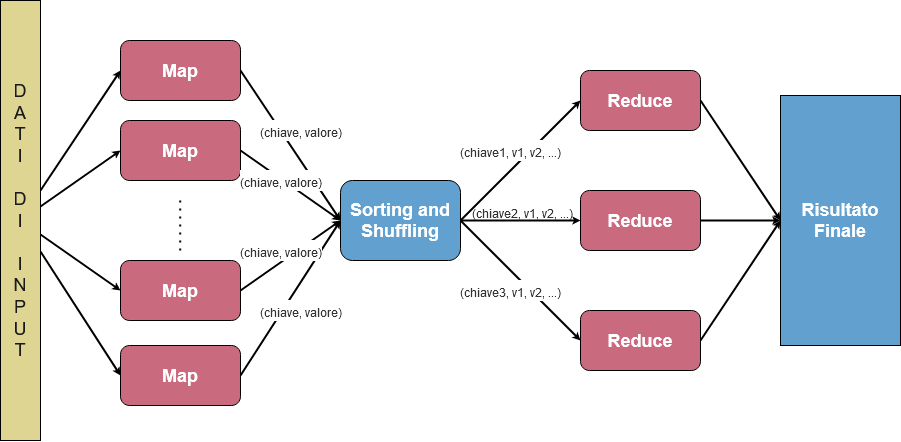 DATI DI INPUT
Map
Map
Map
Map
(chiave, valore)
(chiave, valore)
(chiave, valore)
(chiave, valore)
Sorting and
Shuffling
(chiave1, v1, v2, ...)
(chiave2, v1, v2, ...)
(chiave3, v1, v2, ...)
Reduce
Reduce
Reduce
Risultato
Finale